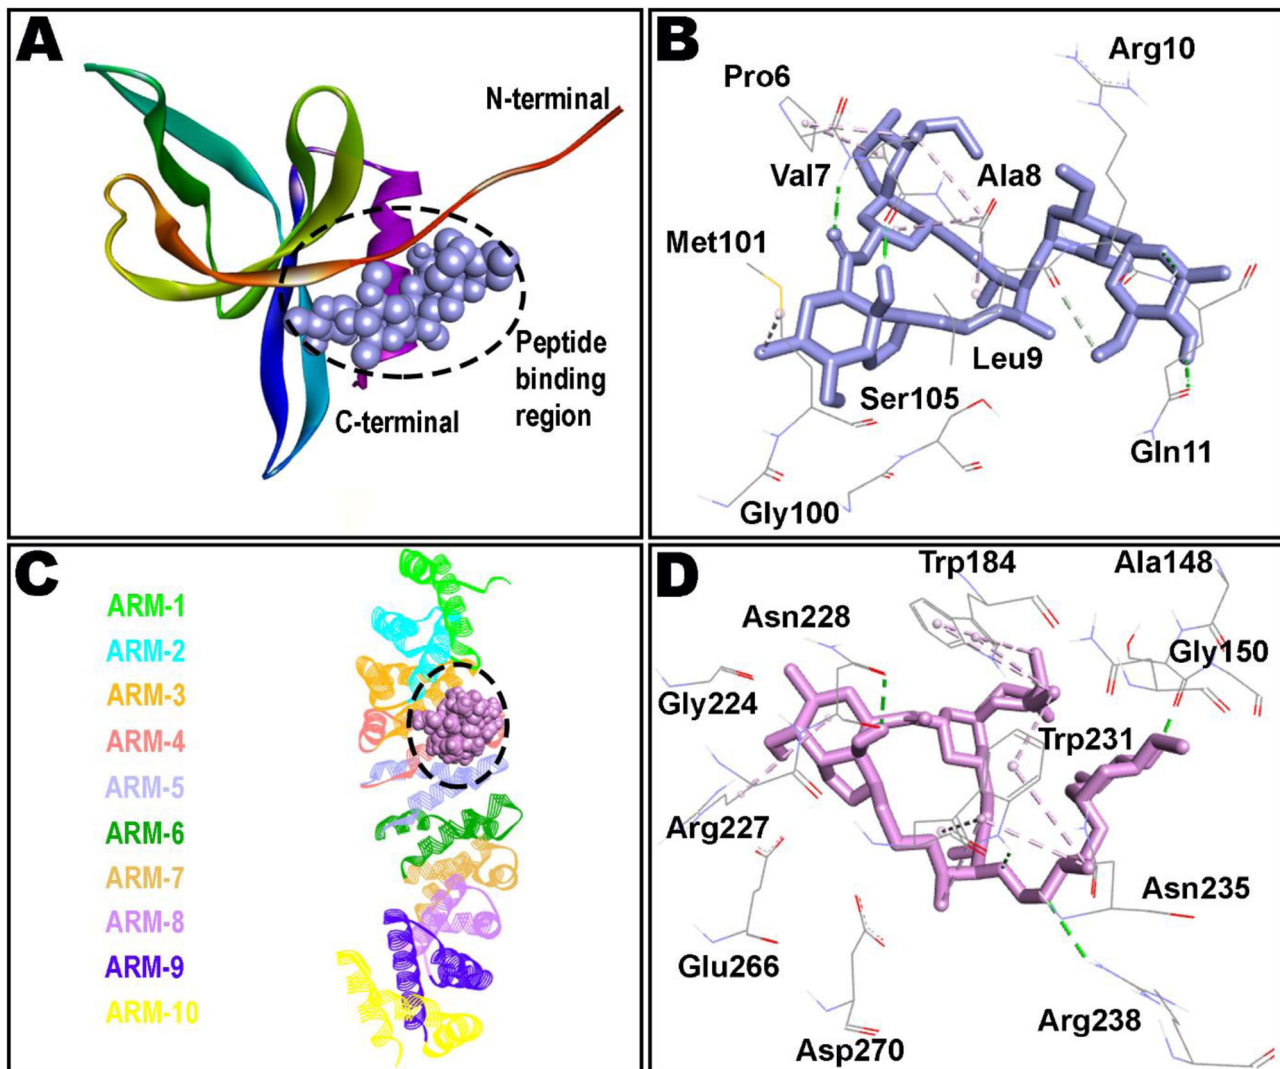 A
N-terminal
Peptide
binding
region
C-terminal
B
Arg10
Pro6
Val7
Ala8
Met101
Leu9
Ser105
Gln11
Gly100
C
ARM-1
ARM-2
ARM-3
ARM-4
ARM-5
ARM-6
ARM-7
ARM-8
ARM-9
ARM-10
D
Trp184
Ala148
Asn228
Gly150
Gly224
Trp231
Arg227
Asn235
Glu266
Arg238
Asp270